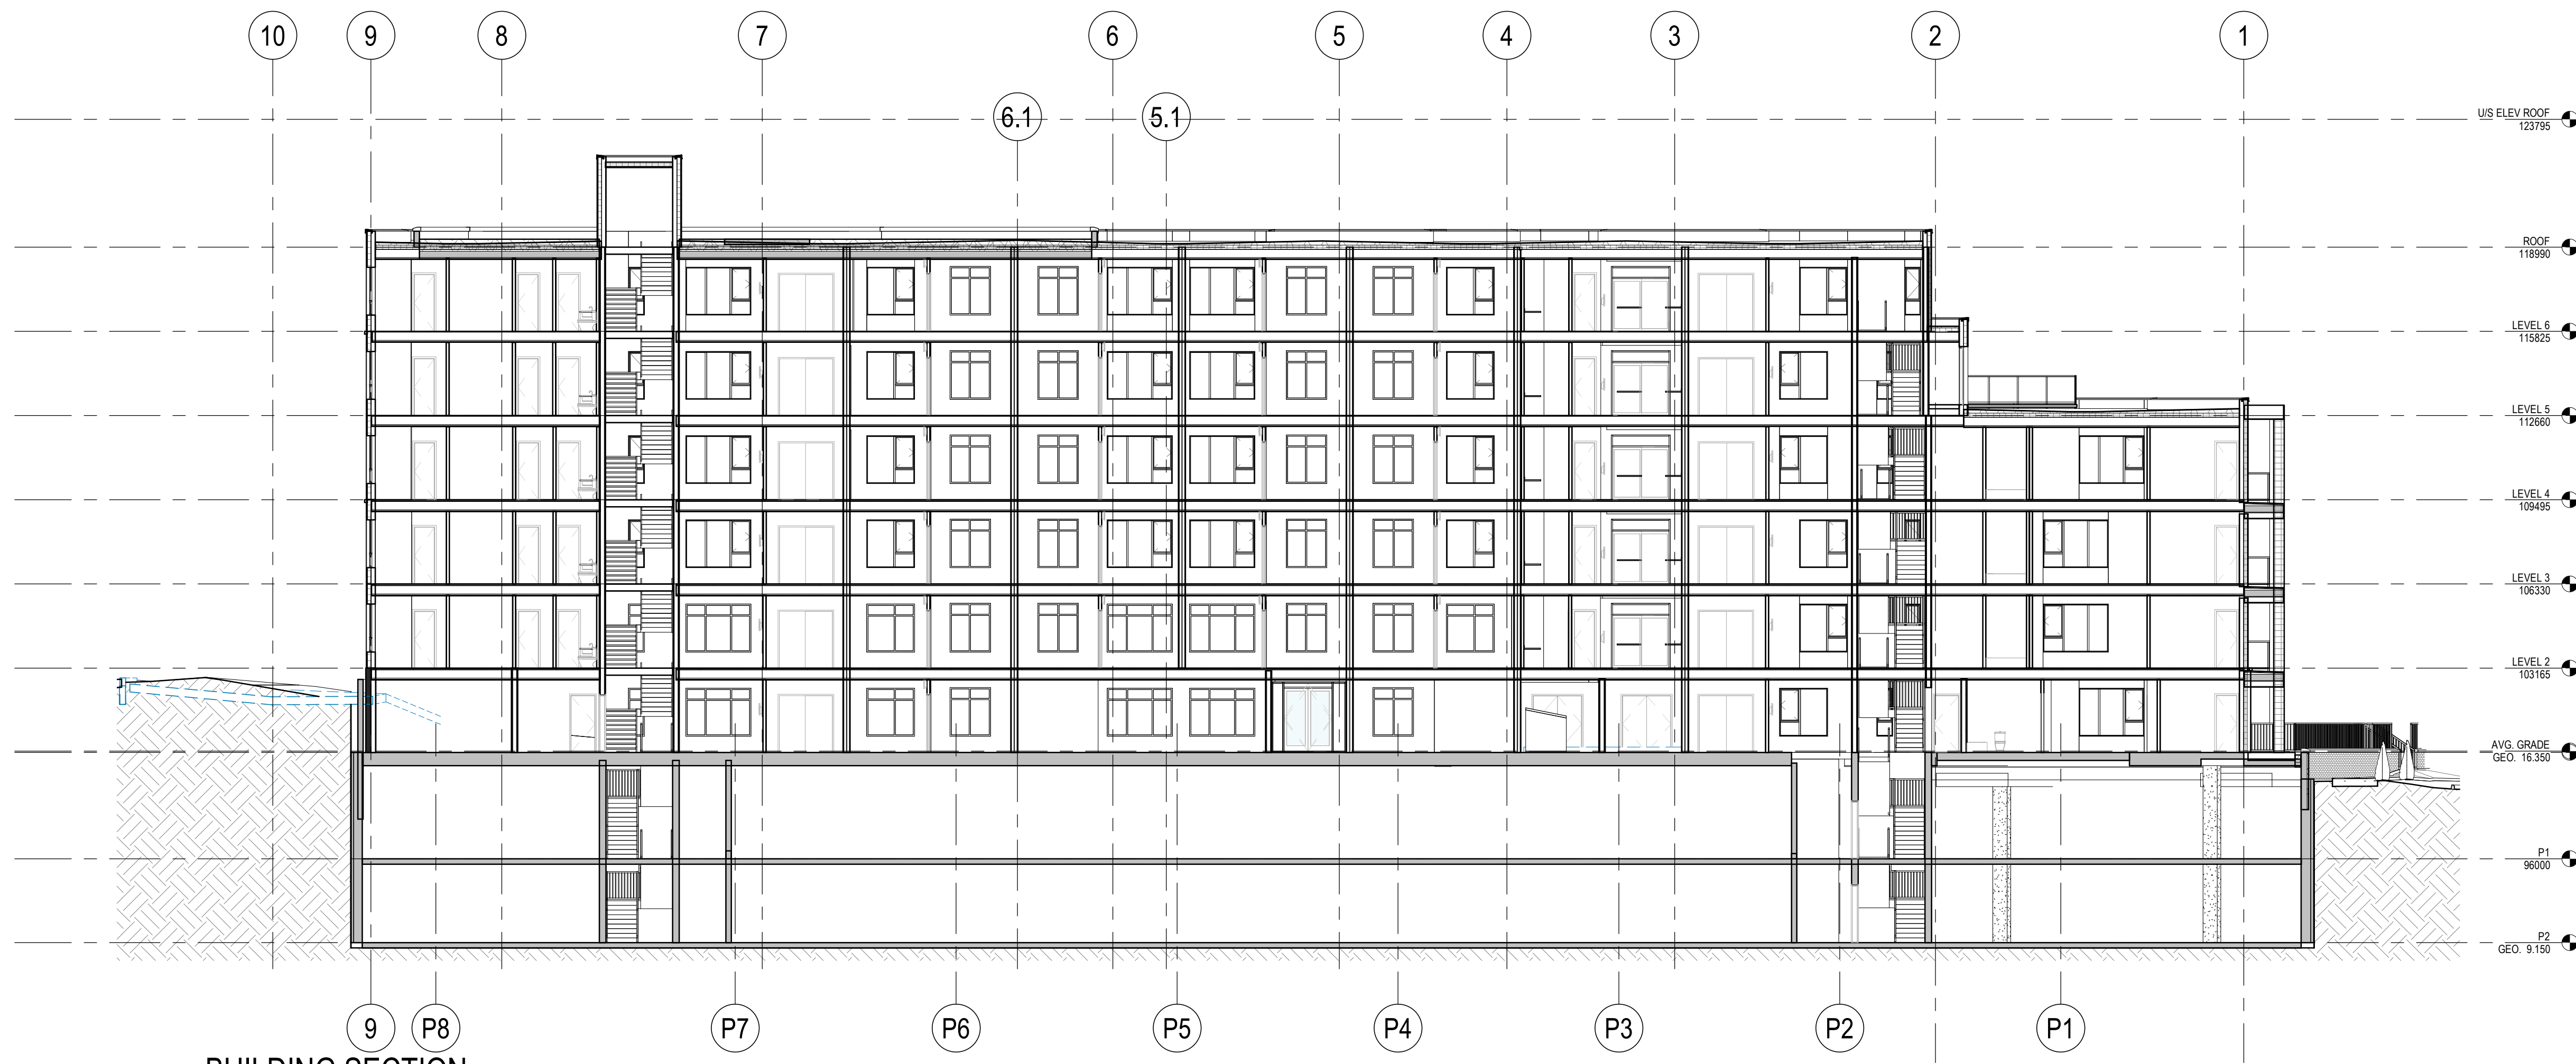 10
9
8
7
6
5
4
3
2
1
6.1
5.1
U/S ELEV ROOF
123795
ROOF
118990
LEVEL 6
115825
LEVEL 5
112660
LEVEL 4
109495
LEVEL 3
106330
LEVEL 2
103165
AVG. GRADE
GEO. 16.350
P1
96000
P2
GEO. 9.150
9
P8
P7
P6
P5
P4
P3
P2
P1
BUILDING SECTION